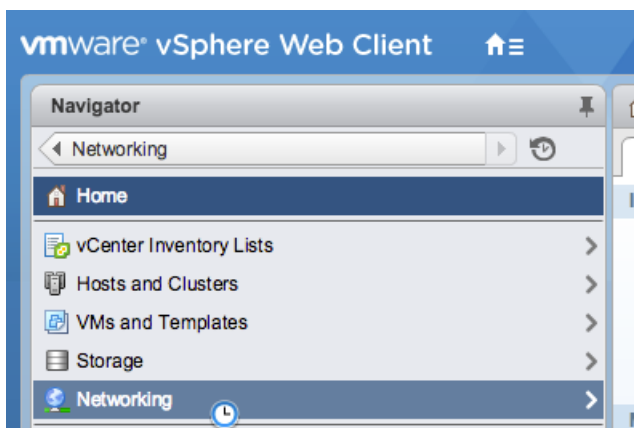 vmware® vSphere Web Client
Navigator
Networking
Home
vCenter Inventory Lists
Hosts and Clusters
VMs and Templates
Storage
Networking